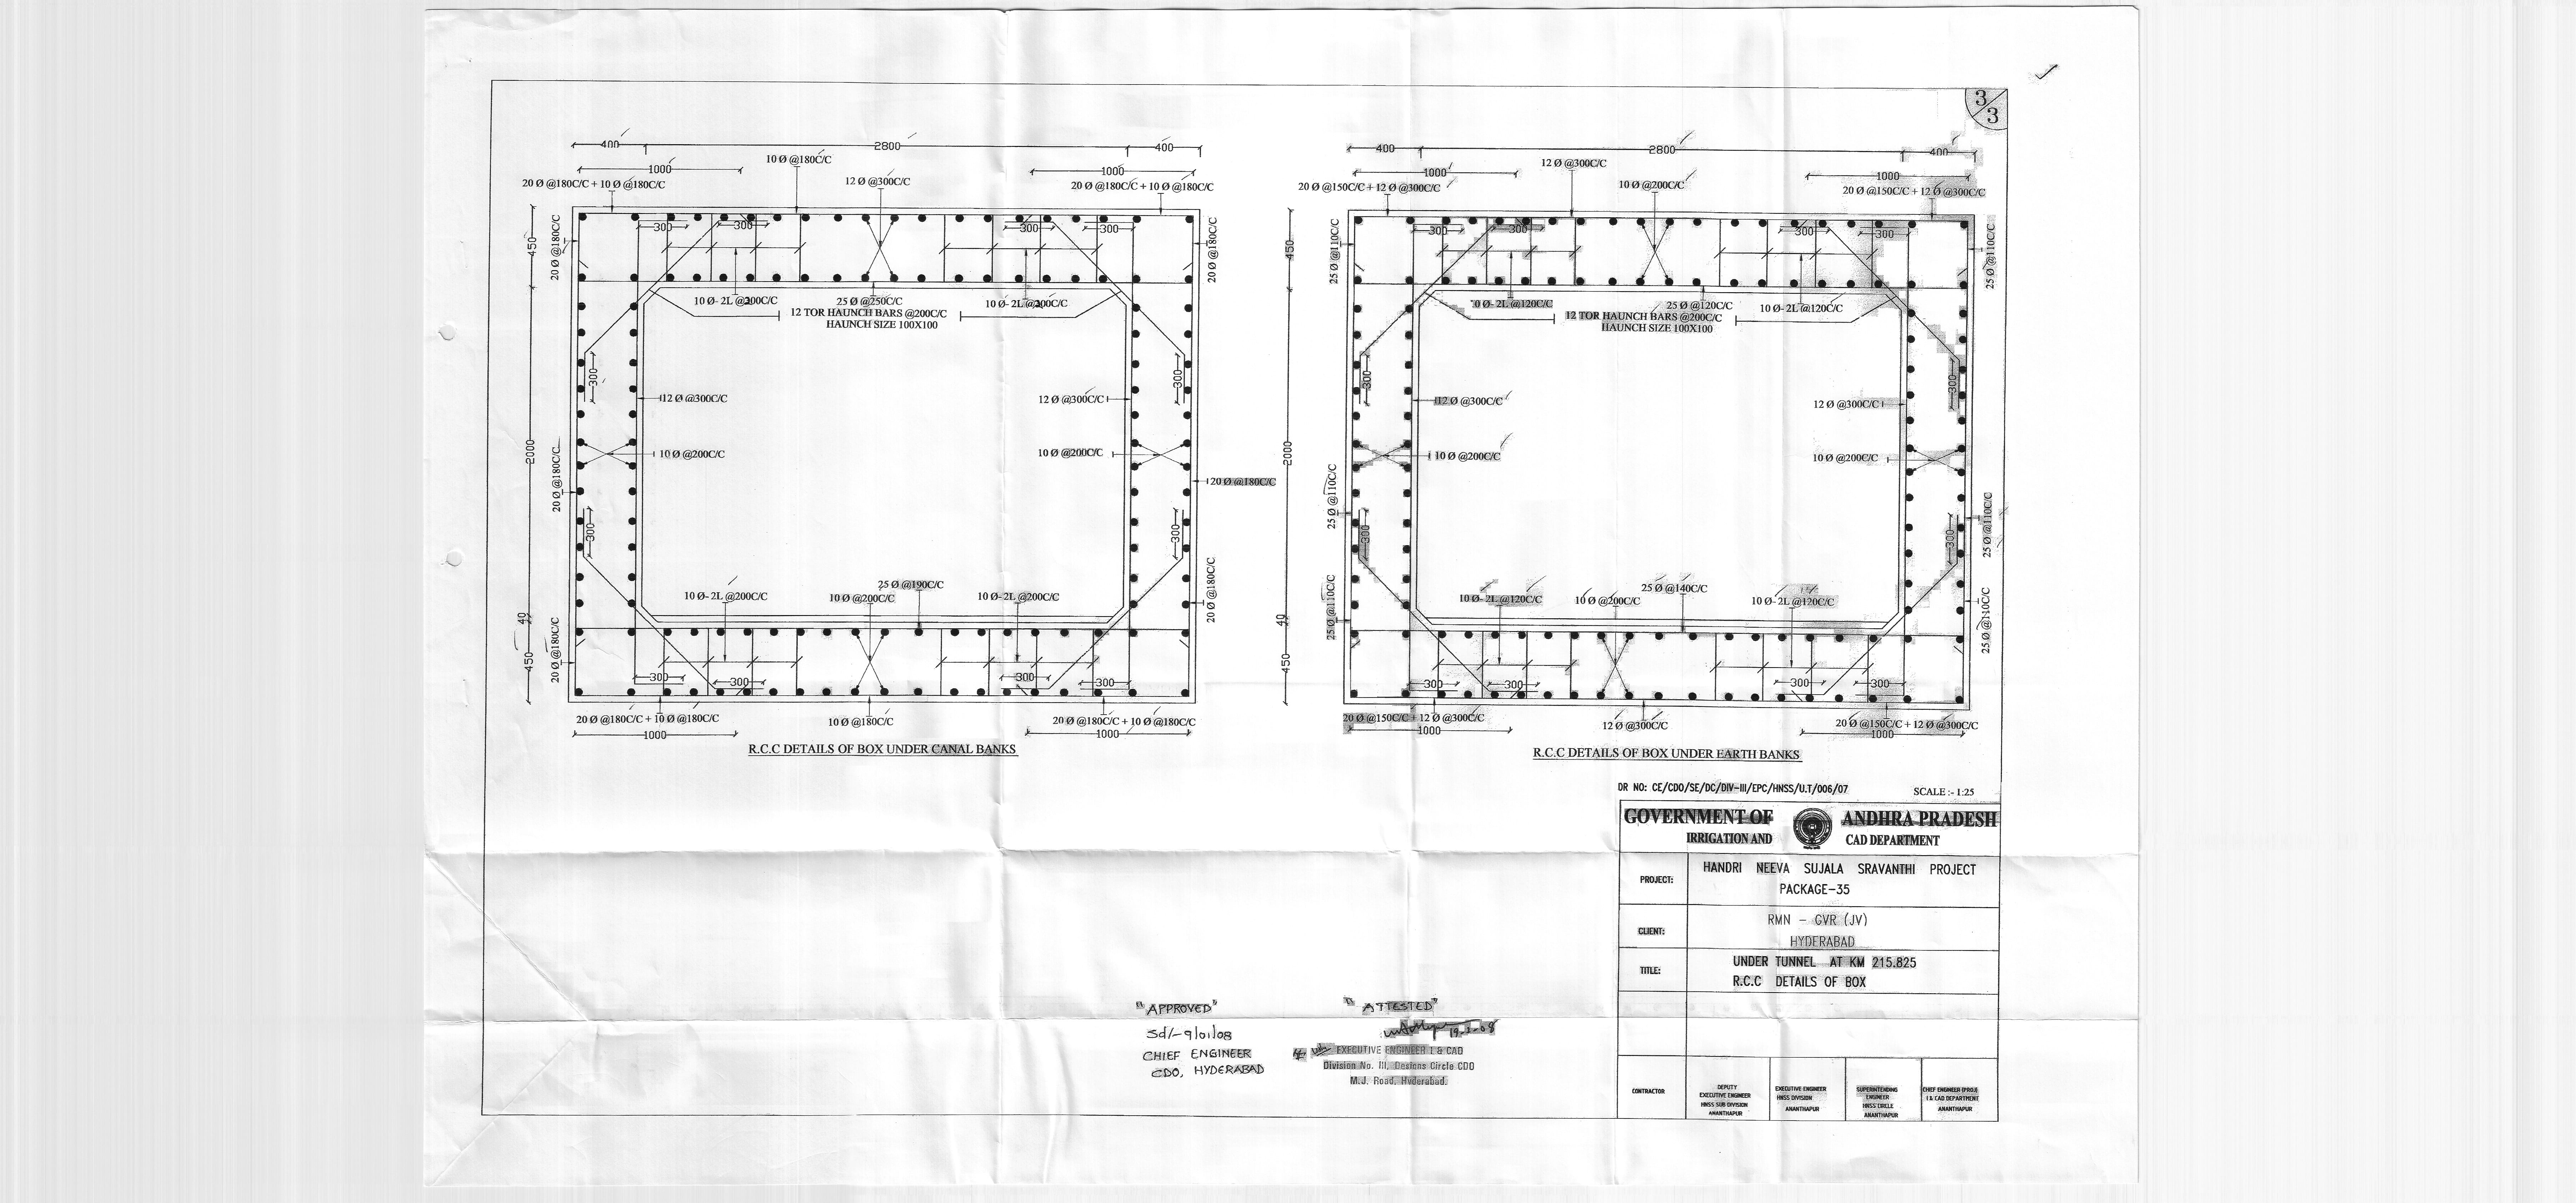 3
3
400
2800
400
1000
10 Ø @180C/C
12 Ø @300C/C
1000
20 Ø @180C/C + 10 Ø @180C/C
20 Ø @180C/C + 10 Ø @180C/C
450
20 Ø @180C/C
20 Ø @180C/C
300
300
300
300
10 Ø- 2L @200C/C
25 Ø @250C/C
10 Ø- 2L @200C/C
12 TOR HAUNCH BARS @200C/C
HAUNCH SIZE 100X100
300
300
12 Ø @300C/C
12 Ø @300C/C
2000
10 Ø @200C/C
10 Ø @200C/C
20 Ø @180C/C
20 Ø @180C/C
300
300
25 Ø @190C/C
10 Ø- 2L @200C/C
10 Ø @200C/C
10 Ø- 2L @200C/C
20 Ø @180C/C
40
450
20 Ø @180C/C
300
300
300
300
20 Ø @180C/C + 10 Ø @180C/C
10 Ø @180C/C
20 Ø @180C/C + 10 Ø @180C/C
1000
1000
R.C.C DETAILS OF BOX UNDER CANAL BANKS
400
2800
400
1000
12 Ø @300C/C
10 Ø @200C/C
1000
20 Ø @150C/C + 12 Ø @300C/C
20 Ø @150C/C + 12 Ø @300C/C
450
25 Ø @110C/C
25 Ø @110C/C
300
300
300
300
10 Ø- 2L @120C/C
25 Ø @120C/C
10 Ø- 2L @120C/C
12 TOR HAUNCH BARS @200C/C
HAUNCH SIZE 100X100
300
300
12 Ø @300C/C
12 Ø @300C/C
2000
10 Ø @200C/C
10 Ø @200C/C
25 Ø @110C/C
25 Ø @110C/C
300
300
25 Ø @140C/C
10 Ø- 2L @120C/C
10 Ø @200C/C
10 Ø- 2L @120C/C
25 Ø @110C/C
25 Ø @110C/C
40
450
300
300
300
300
20 Ø @150C/C + 12 Ø @300C/C
12 Ø @300C/C
20 Ø @150C/C + 12 Ø @300C/C
1000
1000
R.C.C DETAILS OF BOX UNDER EARTH BANKS
DR NO: CE/CDO/SE/DC/DIV-III/EPC/HNSS/U.T/006/07
SCALE :- 1:25
GOVERNMENT OF ANDHRA PRADESH
IRRIGATION AND CAD DEPARTMENT
PROJECT: HANDRI NEEVA SUJALA SRAVANTHI PROJECT
PACKAGE-35
CLIENT: RMN - GVR (JV)
HYDERABAD
TITLE: UNDER TUNNEL AT KM 215.825
R.C.C DETAILS OF BOX
"APPROVED"
Sd/- 9/01/08
CHIEF ENGINEER
CDO, HYDERABAD
"ATTESTED"
19-2-08
EXECUTIVE ENGINEER I & CAD
Division No. III, Designs Circle CDO
M.J. Road, Hyderabad.
CONTRACTOR
DEPUTY
EXECUTIVE ENGINEER
HNSS SUB DIVISION
ANANTHAPUR
EXECUTIVE ENGINEER
HNSS DIVISION
ANANTHAPUR
SUPERINTENDING
ENGINEER
HNSS CIRCLE
ANANTHAPUR
CHIEF ENGINEER (PROJ)
I & CAD DEPARTMENT
ANANTHAPUR